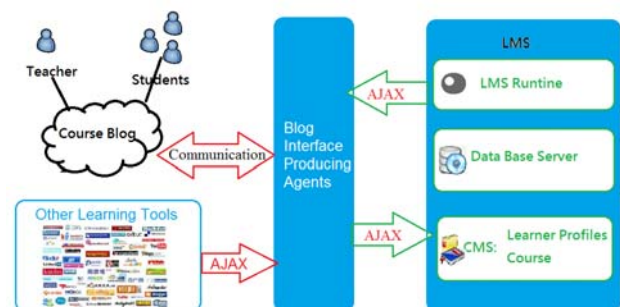 Teacher
Students
Course Blog
Communication
Other Learning Tools
AJAX
Blog
Interface
Producing
Agents
AJAX
AJAX
LMS
LMS Runtime
Data Base Server
CMS: Learner Profiles
Course